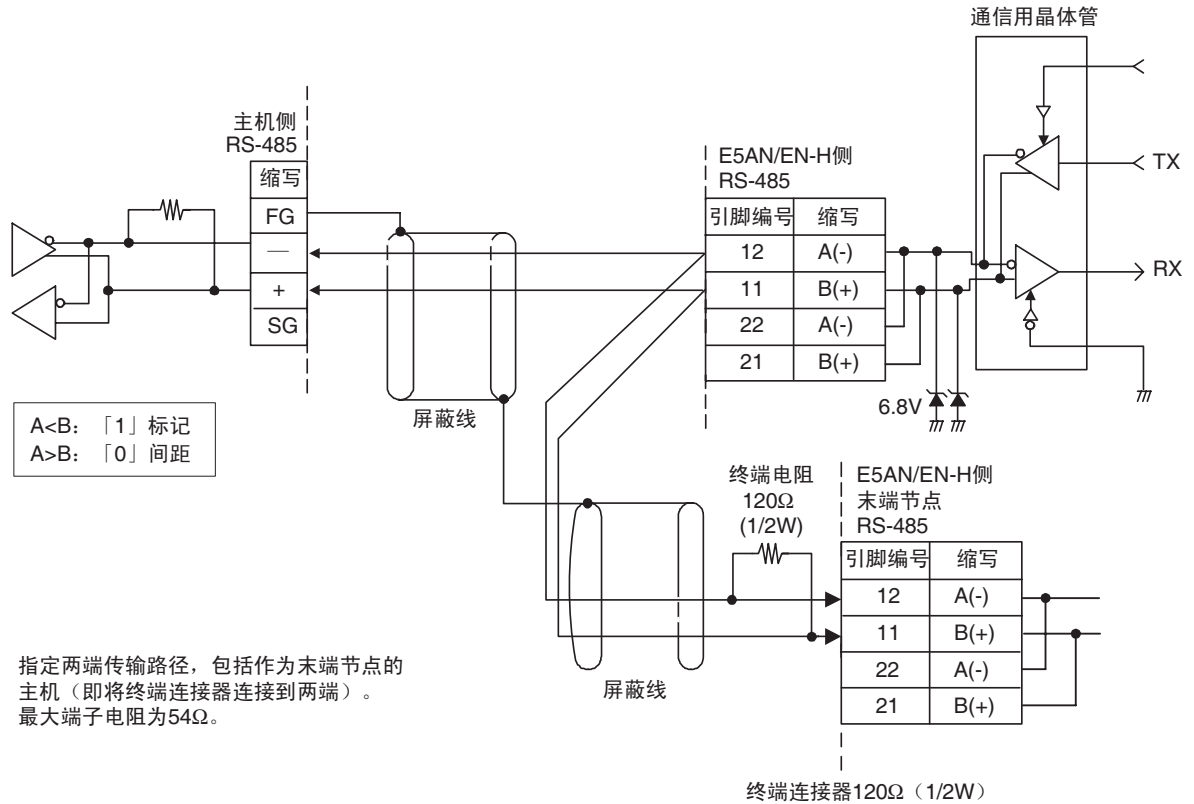 通信用晶体管
主机侧
RS-485
缩写
FG
—
+
SG
E5AN/EN-H侧
RS-485
引脚编号 缩写
12 A(-)
11 B(+)
22 A(-)
21 B(+)
TX
RX
6.8V
屏蔽线
A<B：「1」标记
A>B：「0」间距
终端电阻
120Ω
(1/2W)
E5AN/EN-H侧
末端节点
RS-485
引脚编号 缩写
12 A(-)
11 B(+)
22 A(-)
21 B(+)
屏蔽线
指定两端传输路径，包括作为末端节点的
主机（即将终端连接器连接到两端）。
最大端子电阻为54Ω。
终端连接器120Ω（1/2W）